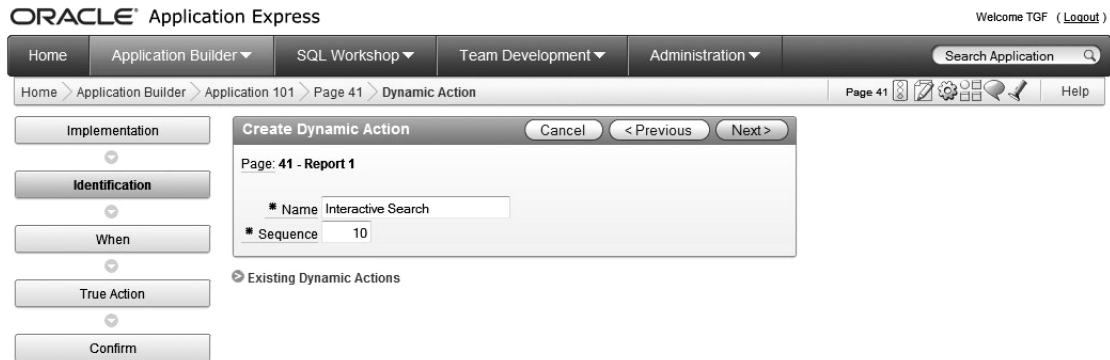 ORACLE® Application Express
Welcome TGF ( Logout )
Home Application Builder SQL Workshop Team Development Administration Search Application
Home Application Builder Application 101 Page 41 Dynamic Action Page 41 Help
Implementation
Identification
When
True Action
Confirm
Create Dynamic Action Cancel < Previous Next >
Page: 41 - Report 1
* Name Interactive Search
* Sequence 10
Existing Dynamic Actions